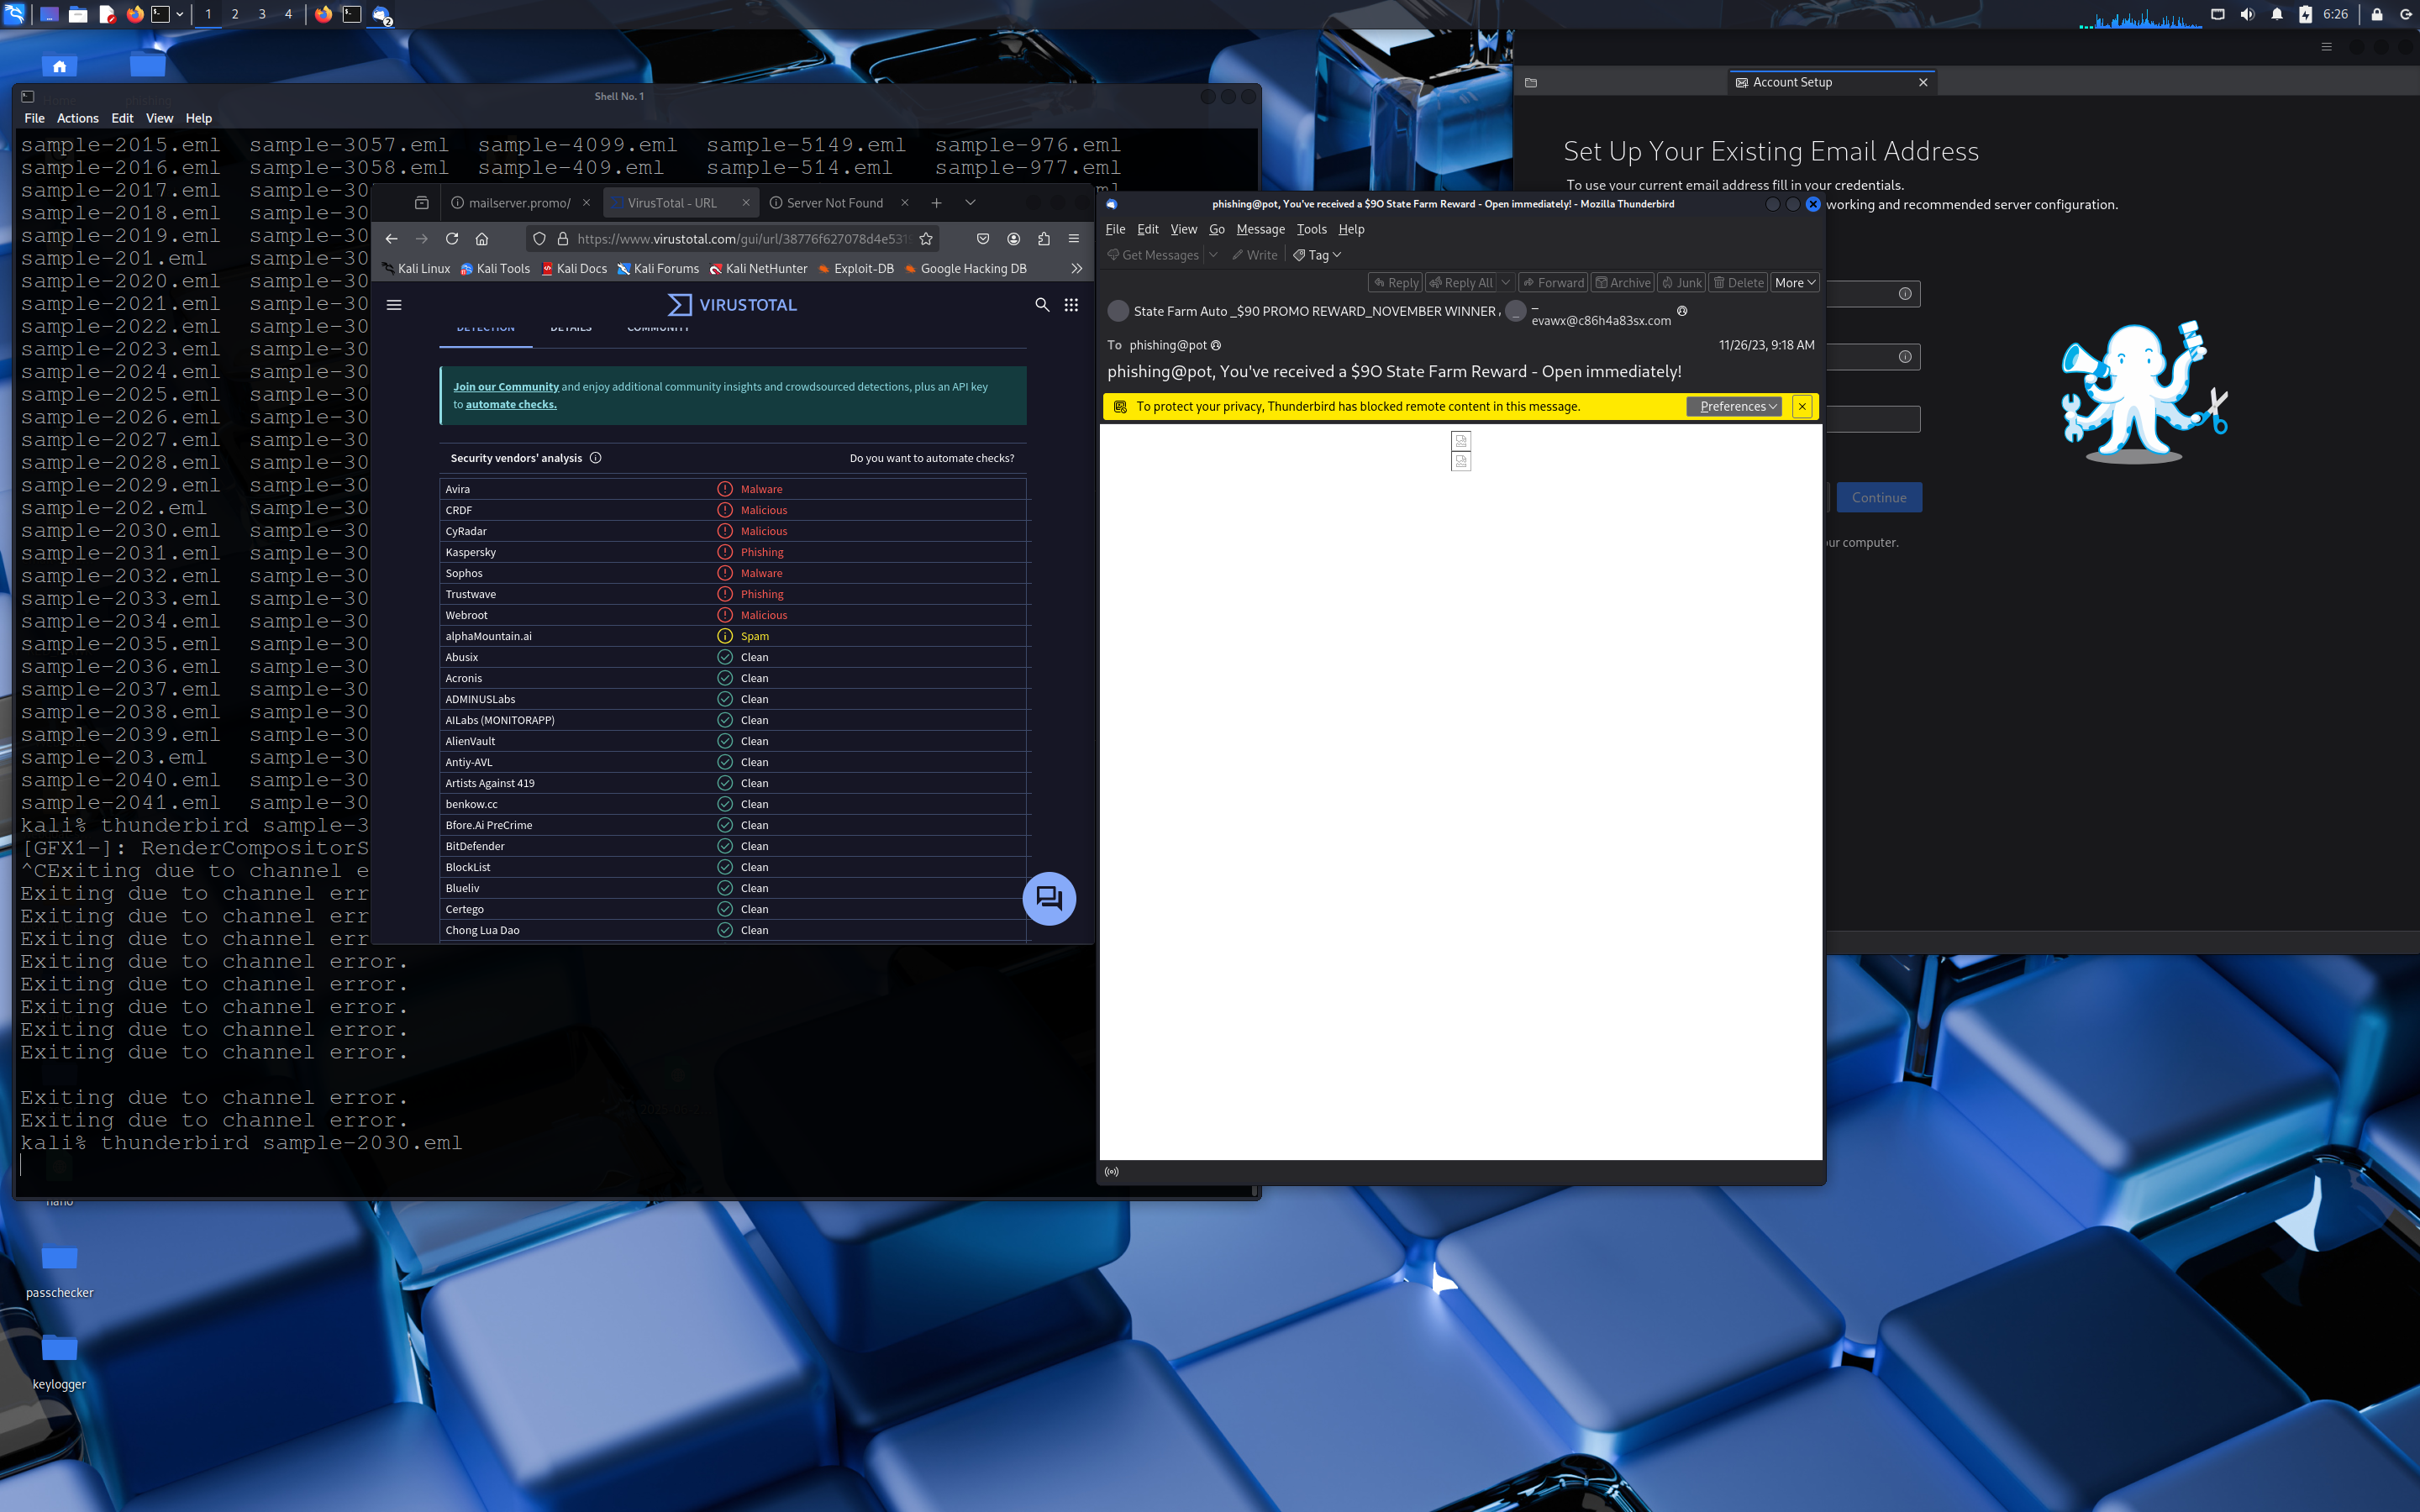 1 2 3 4
2
6:26
Shell No. 1
File Actions Edit View Help
sample-2015.eml sample-3057.eml sample-4099.eml sample-5149.eml sample-976.eml
sample-2016.eml sample-3058.eml sample-409.eml sample-514.eml sample-977.eml
sample-2017.eml sample-30
sample-2018.eml sample-30
sample-2019.eml sample-30
sample-201.eml sample-30
sample-2020.eml sample-30
sample-2021.eml sample-30
sample-2022.eml sample-30
sample-2023.eml sample-30
sample-2024.eml sample-30
sample-2025.eml sample-30
sample-2026.eml sample-30
sample-2027.eml sample-30
sample-2028.eml sample-30
sample-2029.eml sample-30
sample-202.eml sample-30
sample-2030.eml sample-30
sample-2031.eml sample-30
sample-2032.eml sample-30
sample-2033.eml sample-30
sample-2034.eml sample-30
sample-2035.eml sample-30
sample-2036.eml sample-30
sample-2037.eml sample-30
sample-2038.eml sample-30
sample-2039.eml sample-30
sample-203.eml sample-30
sample-2040.eml sample-30
sample-2041.eml sample-30
kali% thunderbird sample-3
[GFX1-]: RenderCompositorS
^CExiting due to channel e
Exiting due to channel err
Exiting due to channel err
Exiting due to channel err
Exiting due to channel error.
Exiting due to channel error.
Exiting due to channel error.
Exiting due to channel error.
Exiting due to channel error.
Exiting due to channel error.
Exiting due to channel error.
kali% thunderbird sample-2030.eml
nano
passchecker
keylogger
mailserver.promo/
VirusTotal - URL
Server Not Found
https://www.virustotal.com/gui/url/38776f627078d4e531
Kali Linux Kali Tools Kali Docs Kali Forums Kali NetHunter Exploit-DB Google Hacking DB
VIRUSTOTAL
DETECTION DETAILS COMMUNITY
Join our Community and enjoy additional community insights and crowdsourced detections, plus an API key
to automate checks.
Security vendors' analysis Do you want to automate checks?
Avira Malware
CRDF Malicious
CyRadar Malicious
Kaspersky Phishing
Sophos Malware
Trustwave Phishing
Webroot Malicious
alphaMountain.ai Spam
Abusix Clean
Acronis Clean
ADMINUSLabs Clean
AILabs (MONITORAPP) Clean
AlienVault Clean
Antiy-AVL Clean
Artists Against 419 Clean
benkow.cc Clean
Bfore.Ai PreCrime Clean
BitDefender Clean
BlockList Clean
Blueliv Clean
Certego Clean
Chong Lua Dao Clean
phishing@pot, You've received a $9O State Farm Reward - Open immediately! - Mozilla Thunderbird
File Edit View Go Message Tools Help
Get Messages Write Tag
Reply Reply All Forward Archive Junk Delete More
State Farm Auto _$90 PROMO REWARD_NOVEMBER WINNER , _ _
evawx@c86h4a83sx.com
To phishing@pot 11/26/23, 9:18 AM
phishing@pot, You've received a $9O State Farm Reward - Open immediately!
To protect your privacy, Thunderbird has blocked remote content in this message.
Preferences
Account Setup
Set Up Your Existing Email Address
To use your current email address fill in your credentials.
working and recommended server configuration.
Continue
ur computer.